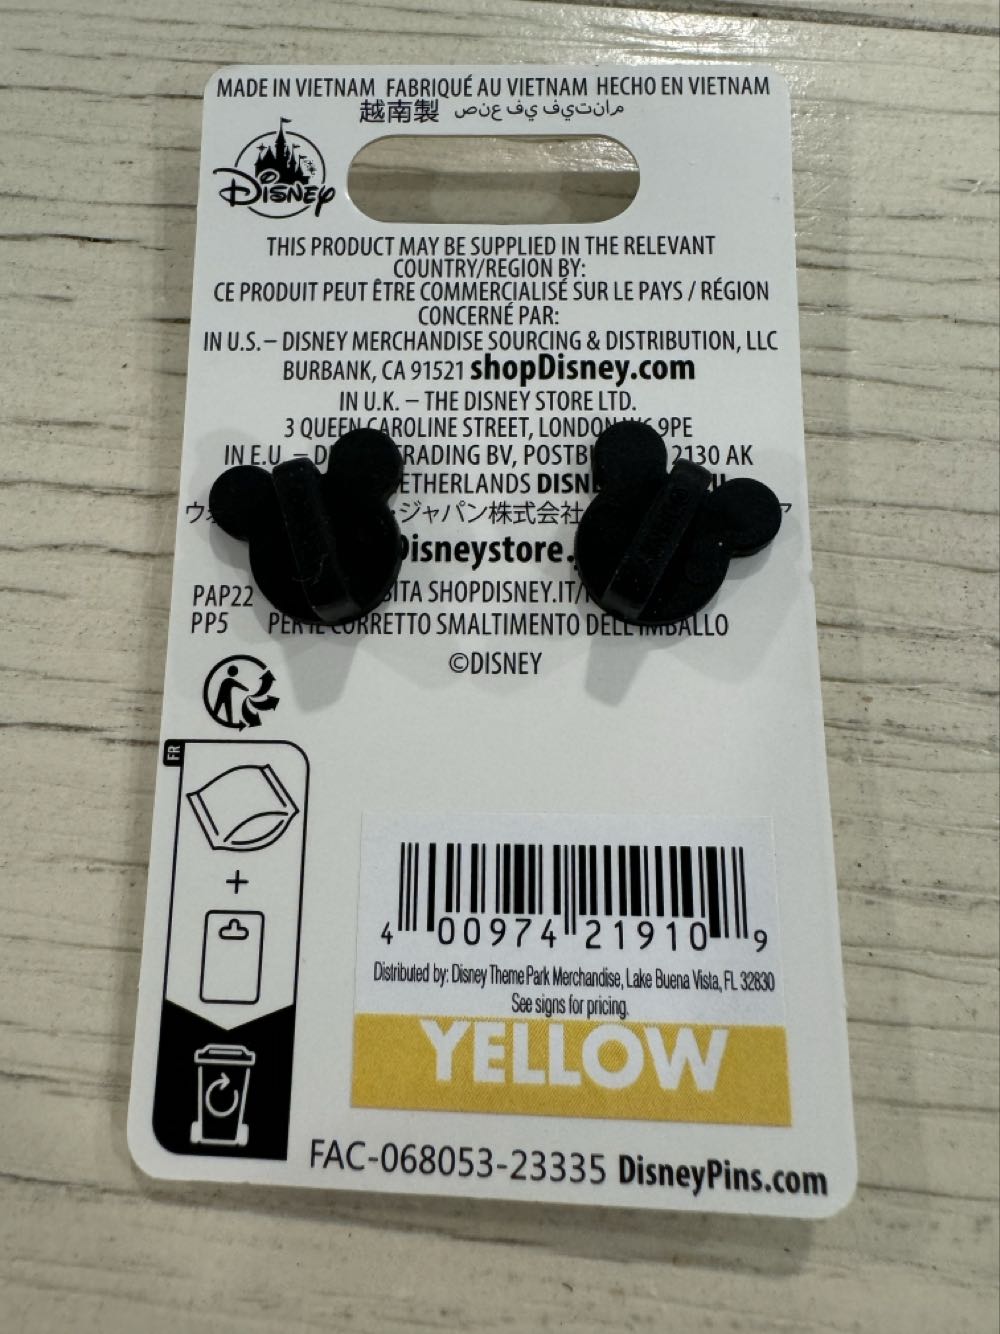 MADE IN VIETNAM FABRIQUÉ AU VIETNAM HECHO EN VIETNAM
越南製 صنع في فيتنام
Disney
THIS PRODUCT MAY BE SUPPLIED IN THE RELEVANT
COUNTRY/REGION BY:
CE PRODUIT PEUT ÊTRE COMMERCIALISÉ SUR LE PAYS / RÉGION
CONCERNÉ PAR:
IN U.S. – DISNEY MERCHANDISE SOURCING & DISTRIBUTION, LLC
BURBANK, CA 91521 shopDisney.com
IN U.K. – THE DISNEY STORE LTD.
3 QUEEN CAROLINE STREET, LONDON 9PE
IN E.U. – TRADING BV, 2130 AK
ジャパン株式会社
Disneystore.
PAP22 SHOPDISNEY.IT/
PP5 PER IL CORRETTO SMALTIMENTO DELL'IMBALLO
©DISNEY
FR
+
4 00974 21910 9
Distributed by: Disney Theme Park Merchandise, Lake Buena Vista, FL 32830
See signs for pricing.
YELLOW
FAC-068053-23335 DisneyPins.com